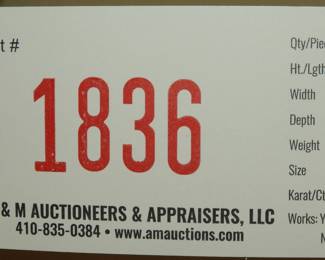 t #
1836
& M AUCTIONEERS & APPRAISERS, LLC
410-835-0384 • www.amauctions.com
Qty/Pie
Ht./Lgth
Width
Depth
Weight
Size
Karat/Ct
Works: Y